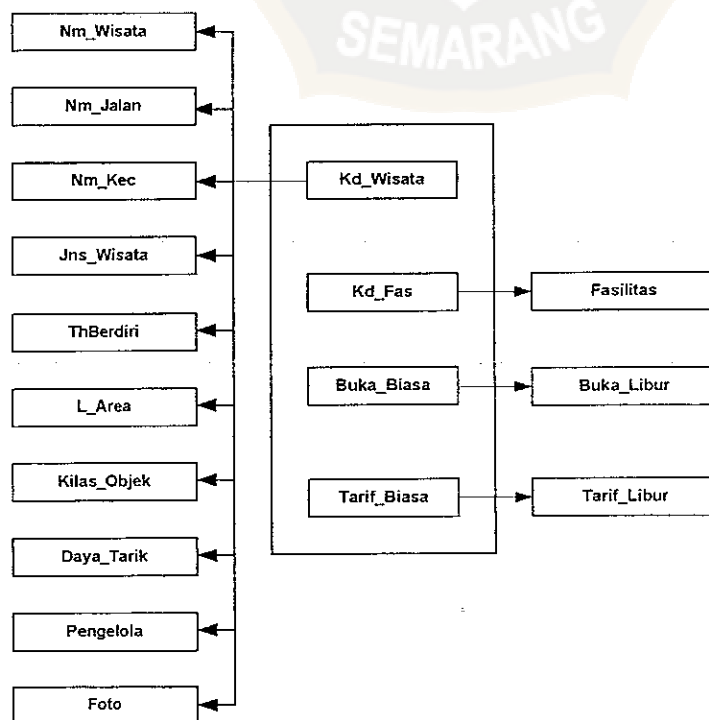 SEMARANG
Nm_Wisata
Nm_Jalan
Nm_Kec
Jns_Wisata
ThBerdiri
L_Area
Kilas_Objek
Daya_Tarik
Pengelola
Foto
Kd_Wisata
Kd_Fas
Buka_Biasa
Tarif_Biasa
Fasilitas
Buka_Libur
Tarif_Libur